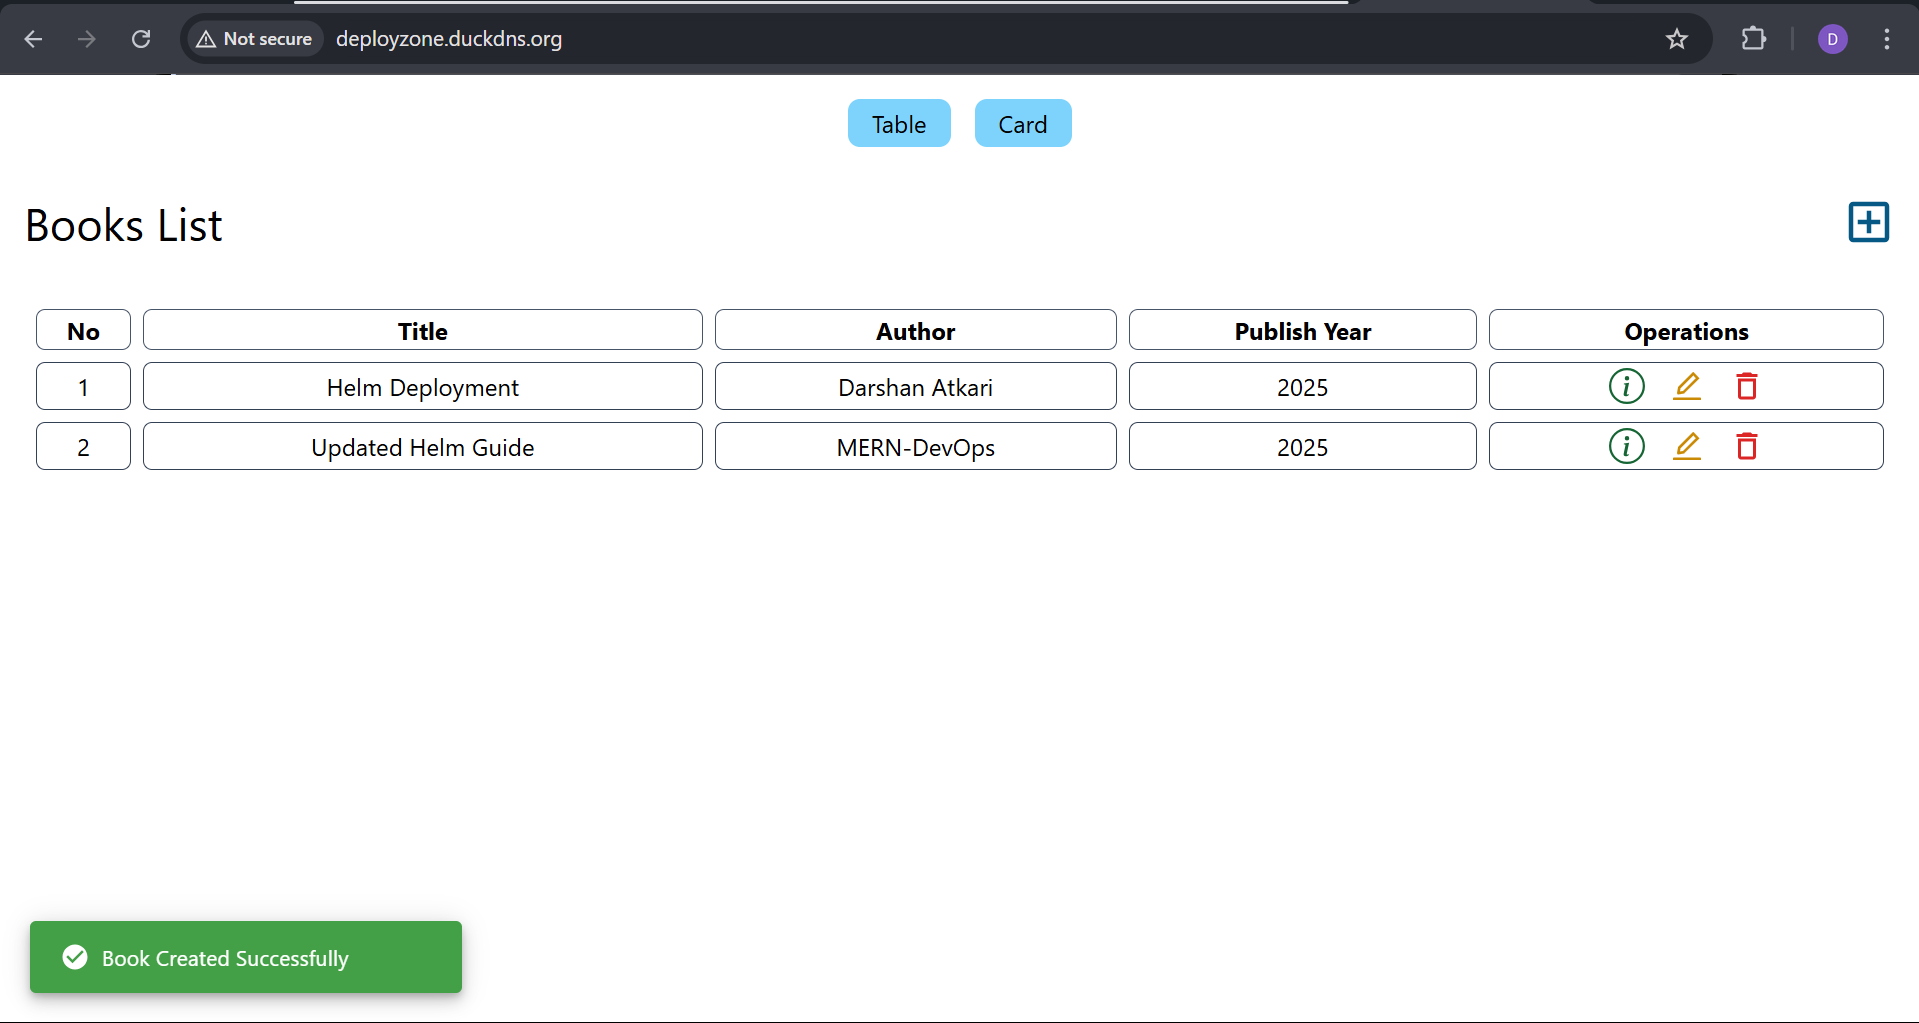 Not secure deployzone.duckdns.org D
Table Card
Books List
No Title Author Publish Year Operations
1 Helm Deployment Darshan Atkari 2025
2 Updated Helm Guide MERN-DevOps 2025
Book Created Successfully